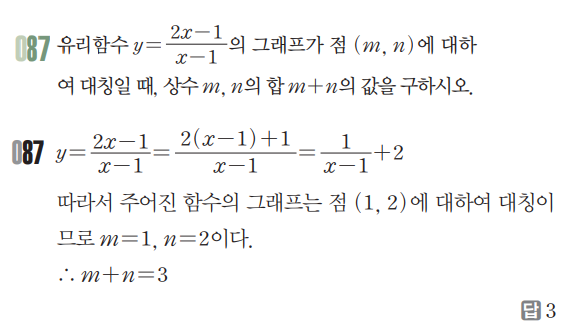 087 유리함수 y=\frac{2x-1}{x-1}의 그래프가 점 (m, n)에 대하
여 대칭일 때, 상수 m, n의 합 m+n의 값을 구하시오.
087 y=\frac{2x-1}{x-1}=\frac{2(x-1)+1}{x-1}=\frac{1}{x-1}+2
따라서 주어진 함수의 그래프는 점 (1, 2)에 대하여 대칭이
므로 m=1, n=2이다.
∴ m+n=3
답 3